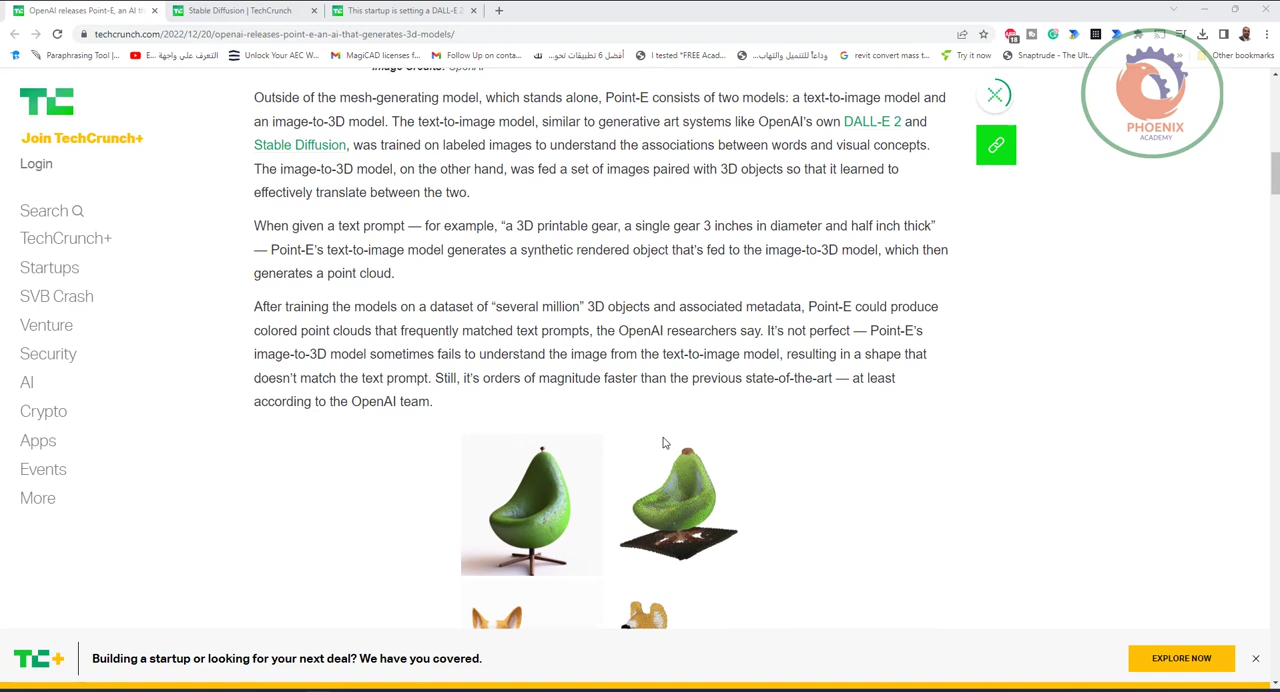 OpenAI releases Point-E, an AI th
Stable Diffusion | TechCrunch
This startup is setting a DALL-E 2
techcrunch.com/2022/12/20/openai-releases-point-e-an-ai-that-generates-3d-models/
18
Paraphrasing Tool |
التعرف علي واجهة ...E
Unlock Your AEC W...
MagiCAD licenses f...
Follow Up on conta...
أفضل 6 تطبيقات تحو...
I tested *FREE Acad...
وداعاً للتتميل والتهاب...
revit convert mass t...
Try it now
Snaptrude - The
Other bookmarks
Join TechCrunch+
Login
Search
TechCrunch+
Startups
SVB Crash
Venture
Security
AI
Crypto
Apps
Events
More
Outside of the mesh-generating model, which stands alone, Point-E consists of two models: a text-to-image model and
an image-to-3D model. The text-to-image model, similar to generative art systems like OpenAI's own DALL-E 2 and
Stable Diffusion, was trained on labeled images to understand the associations between words and visual concepts.
The image-to-3D model, on the other hand, was fed a set of images paired with 3D objects so that it learned to
effectively translate between the two.
When given a text prompt — for example, “a 3D printable gear, a single gear 3 inches in diameter and half inch thick”
— Point-E's text-to-image model generates a synthetic rendered object that's fed to the image-to-3D model, which then
generates a point cloud.
After training the models on a dataset of “several million” 3D objects and associated metadata, Point-E could produce
colored point clouds that frequently matched text prompts, the OpenAI researchers say. It's not perfect — Point-E's
image-to-3D model sometimes fails to understand the image from the text-to-image model, resulting in a shape that
doesn't match the text prompt. Still, it's orders of magnitude faster than the previous state-of-the-art — at least
according to the OpenAI team.
PHOENIX
ACADEMY
TC+
Building a startup or looking for your next deal? We have you covered.
EXPLORE NOW